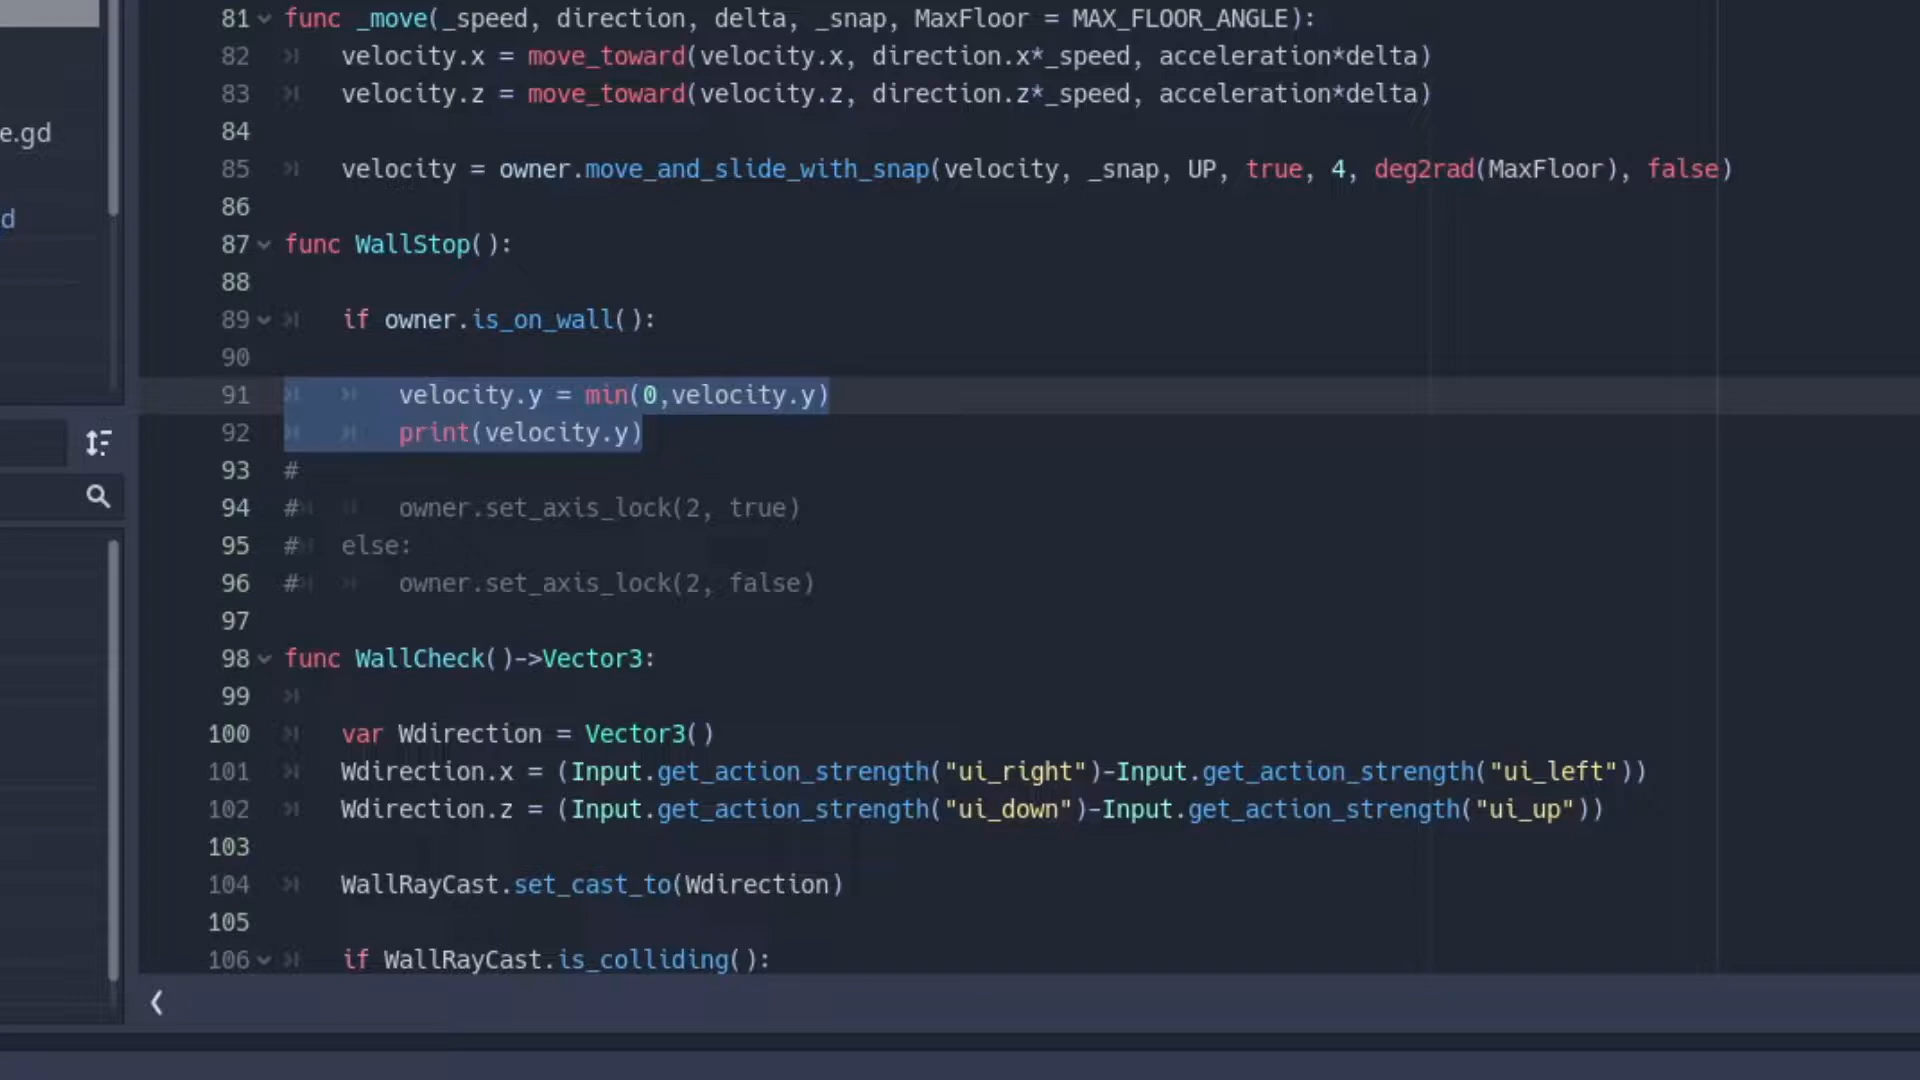 81 func _move(_speed, direction, delta, _snap, MaxFloor = MAX_FLOOR_ANGLE):
82 velocity.x = move_toward(velocity.x, direction.x*_speed, acceleration*delta)
83 velocity.z = move_toward(velocity.z, direction.z*_speed, acceleration*delta)
84
e.gd
85 velocity = owner.move_and_slide_with_snap(velocity, _snap, UP, true, 4, deg2rad(MaxFloor), false)
86
d
87 func WallStop():
88
89 if owner.is_on_wall():
90
91 velocity.y = min(0,velocity.y)
92 print(velocity.y)
93 #
94 # owner.set_axis_lock(2, true)
95 # else:
96 # owner.set_axis_lock(2, false)
97
98 func WallCheck()->Vector3:
99
100 var Wdirection = Vector3()
101 Wdirection.x = (Input.get_action_strength("ui_right")-Input.get_action_strength("ui_left"))
102 Wdirection.z = (Input.get_action_strength("ui_down")-Input.get_action_strength("ui_up"))
103
104 WallRayCast.set_cast_to(Wdirection)
105
106 if WallRayCast.is_colliding():